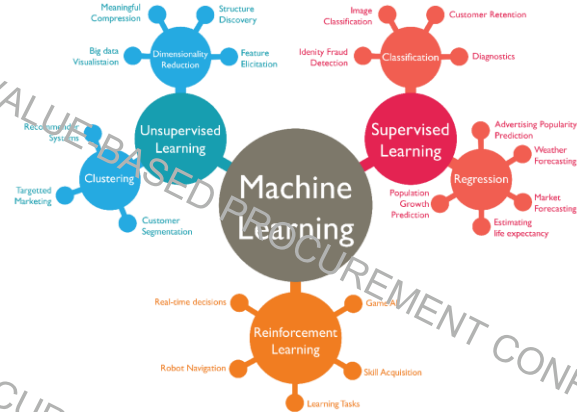 Meaningful
Compression
Structure
Discovery
Image
Classification
Customer Retention
Big data
Visualistaion
Dimensionality
Reduction
Feature
Elicitation
Idenity Fraud
Detection
Classification
Diagnostics
Recommender
Systems
Unsupervised
Learning
Supervised
Learning
Advertising Popularity
Prediction
Weather
Forecasting
Clustering
Machine
Learning
Regression
Targetted
Marketing
Customer
Segmentation
Population
Growth
Prediction
Market
Forecasting
Estimating
life expectancy
Real-time decisions
Game AI
Reinforcement
Learning
Robot Navigation
Skill Acquisition
Learning Tasks
VALUE-BASED PROCUREMENT